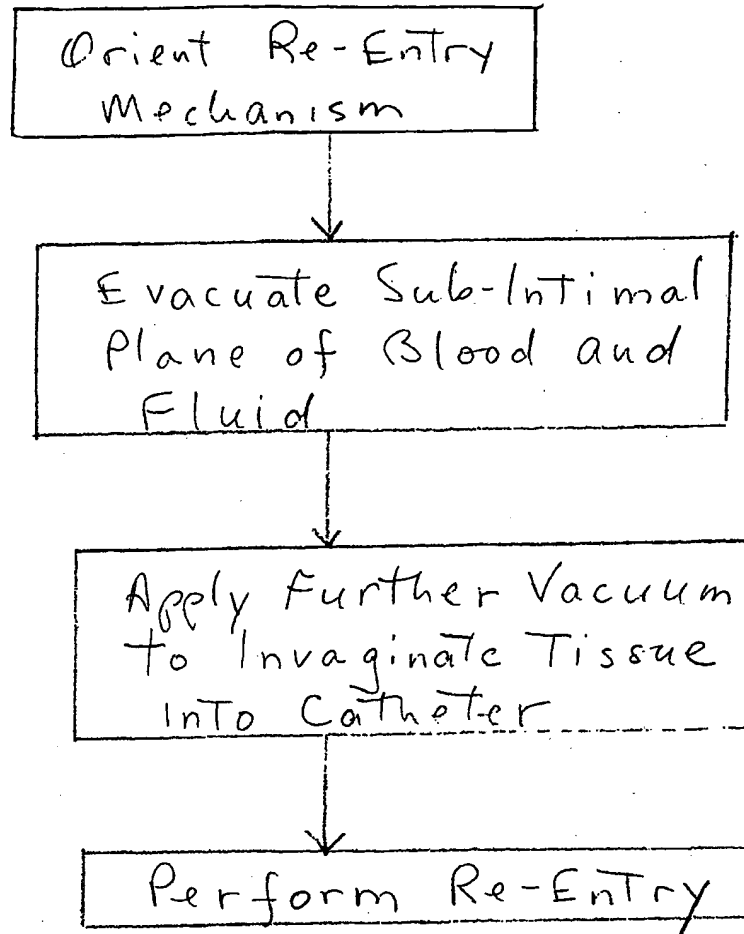 Orient Re-Entry
Mechanism
Evacuate Sub-Intimal
Plane of Blood and
Fluid
Apply Further Vacuum
to Invaginate Tissue
into Catheter
Perform Re-Entry